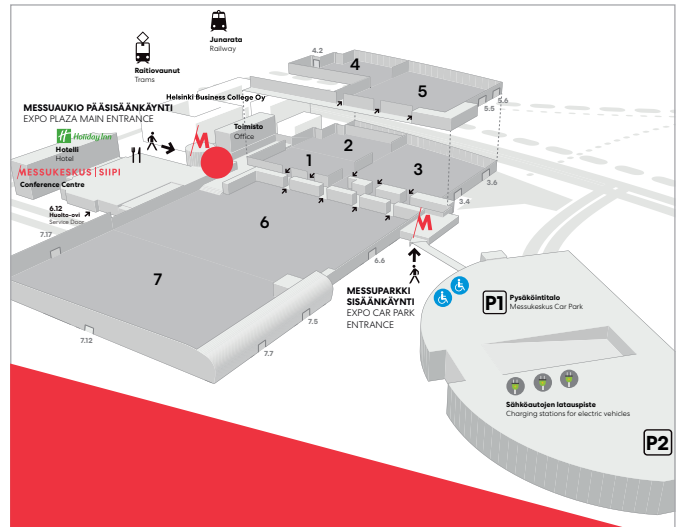 Junarata
Railway
Raitiovaunut
Trams
4.2
4
5
5.5
5.6
Helsinki Business College Oy
MESSUAUKIO PÄÄSISÄÄNKÄYNTI
EXPO PLAZA MAIN ENTRANCE
H Holiday Inn
Hotelli
Hotel
MESSUKESKUS | SIIPI
Conference Centre
M
Toimisto
Office
1
2
3
3.6
3.4
6.12
Huolto-ovi
Service Door
7.17
6
M
6.6
7
MESSUPARKKI
SISÄÄNKÄYNTI
EXPO CAR PARK
ENTRANCE
7.5
7.7
7.12
P1
Pysäköintitalo
Messukeskus Car Park
Sähköautojen latauspiste
Charging stations for electric vehicles
P2